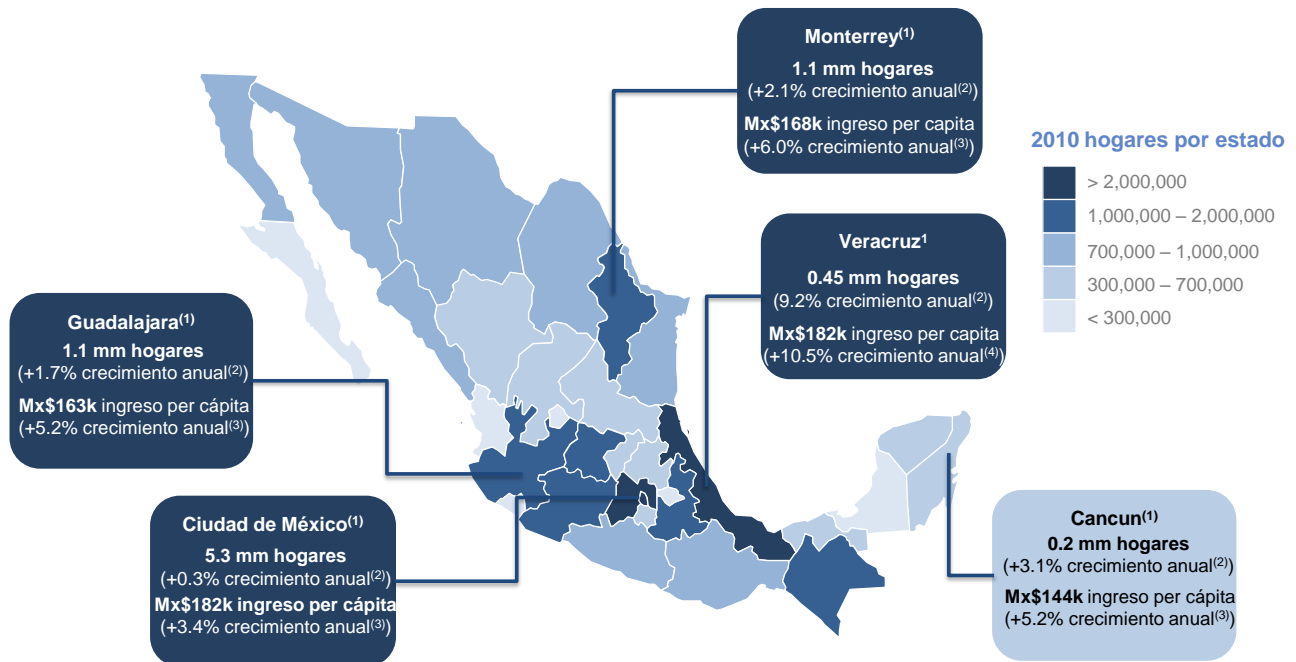 Monterrey(1)
1.1 mm hogares
(+2.1% crecimiento anual(2))
Mx$168k ingreso per capita
(+6.0% crecimiento anual(3))
2010 hogares por estado
> 2,000,000
1,000,000 – 2,000,000
700,000 – 1,000,000
300,000 – 700,000
< 300,000
Veracruz1
0.45 mm hogares
(9.2% crecimiento anual(2))
Mx$182k ingreso per capita
(+10.5% crecimiento anual(4))
Guadalajara(1)
1.1 mm hogares
(+1.7% crecimiento anual(2))
Mx$163k ingreso per cápita
(+5.2% crecimiento anual(3))
Ciudad de México(1)
5.3 mm hogares
(+0.3% crecimiento anual(2))
Mx$182k ingreso per cápita
(+3.4% crecimiento anual(3))
Cancun(1)
0.2 mm hogares
(+3.1% crecimiento anual(2))
Mx$144k ingreso per cápita
(+5.2% crecimiento anual(3))